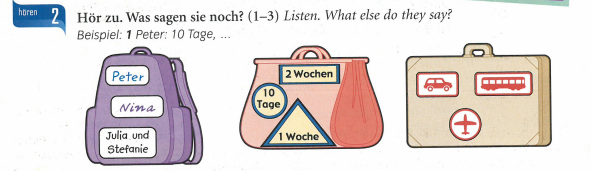 hören 2 Hör zu. Was sagen sie noch? (1–3) Listen. What else do they say?
Beispiel: 1 Peter: 10 Tage, ...
Peter
Nina
Julia und
Stefanie
2 Wochen
10
Tage
1 Woche